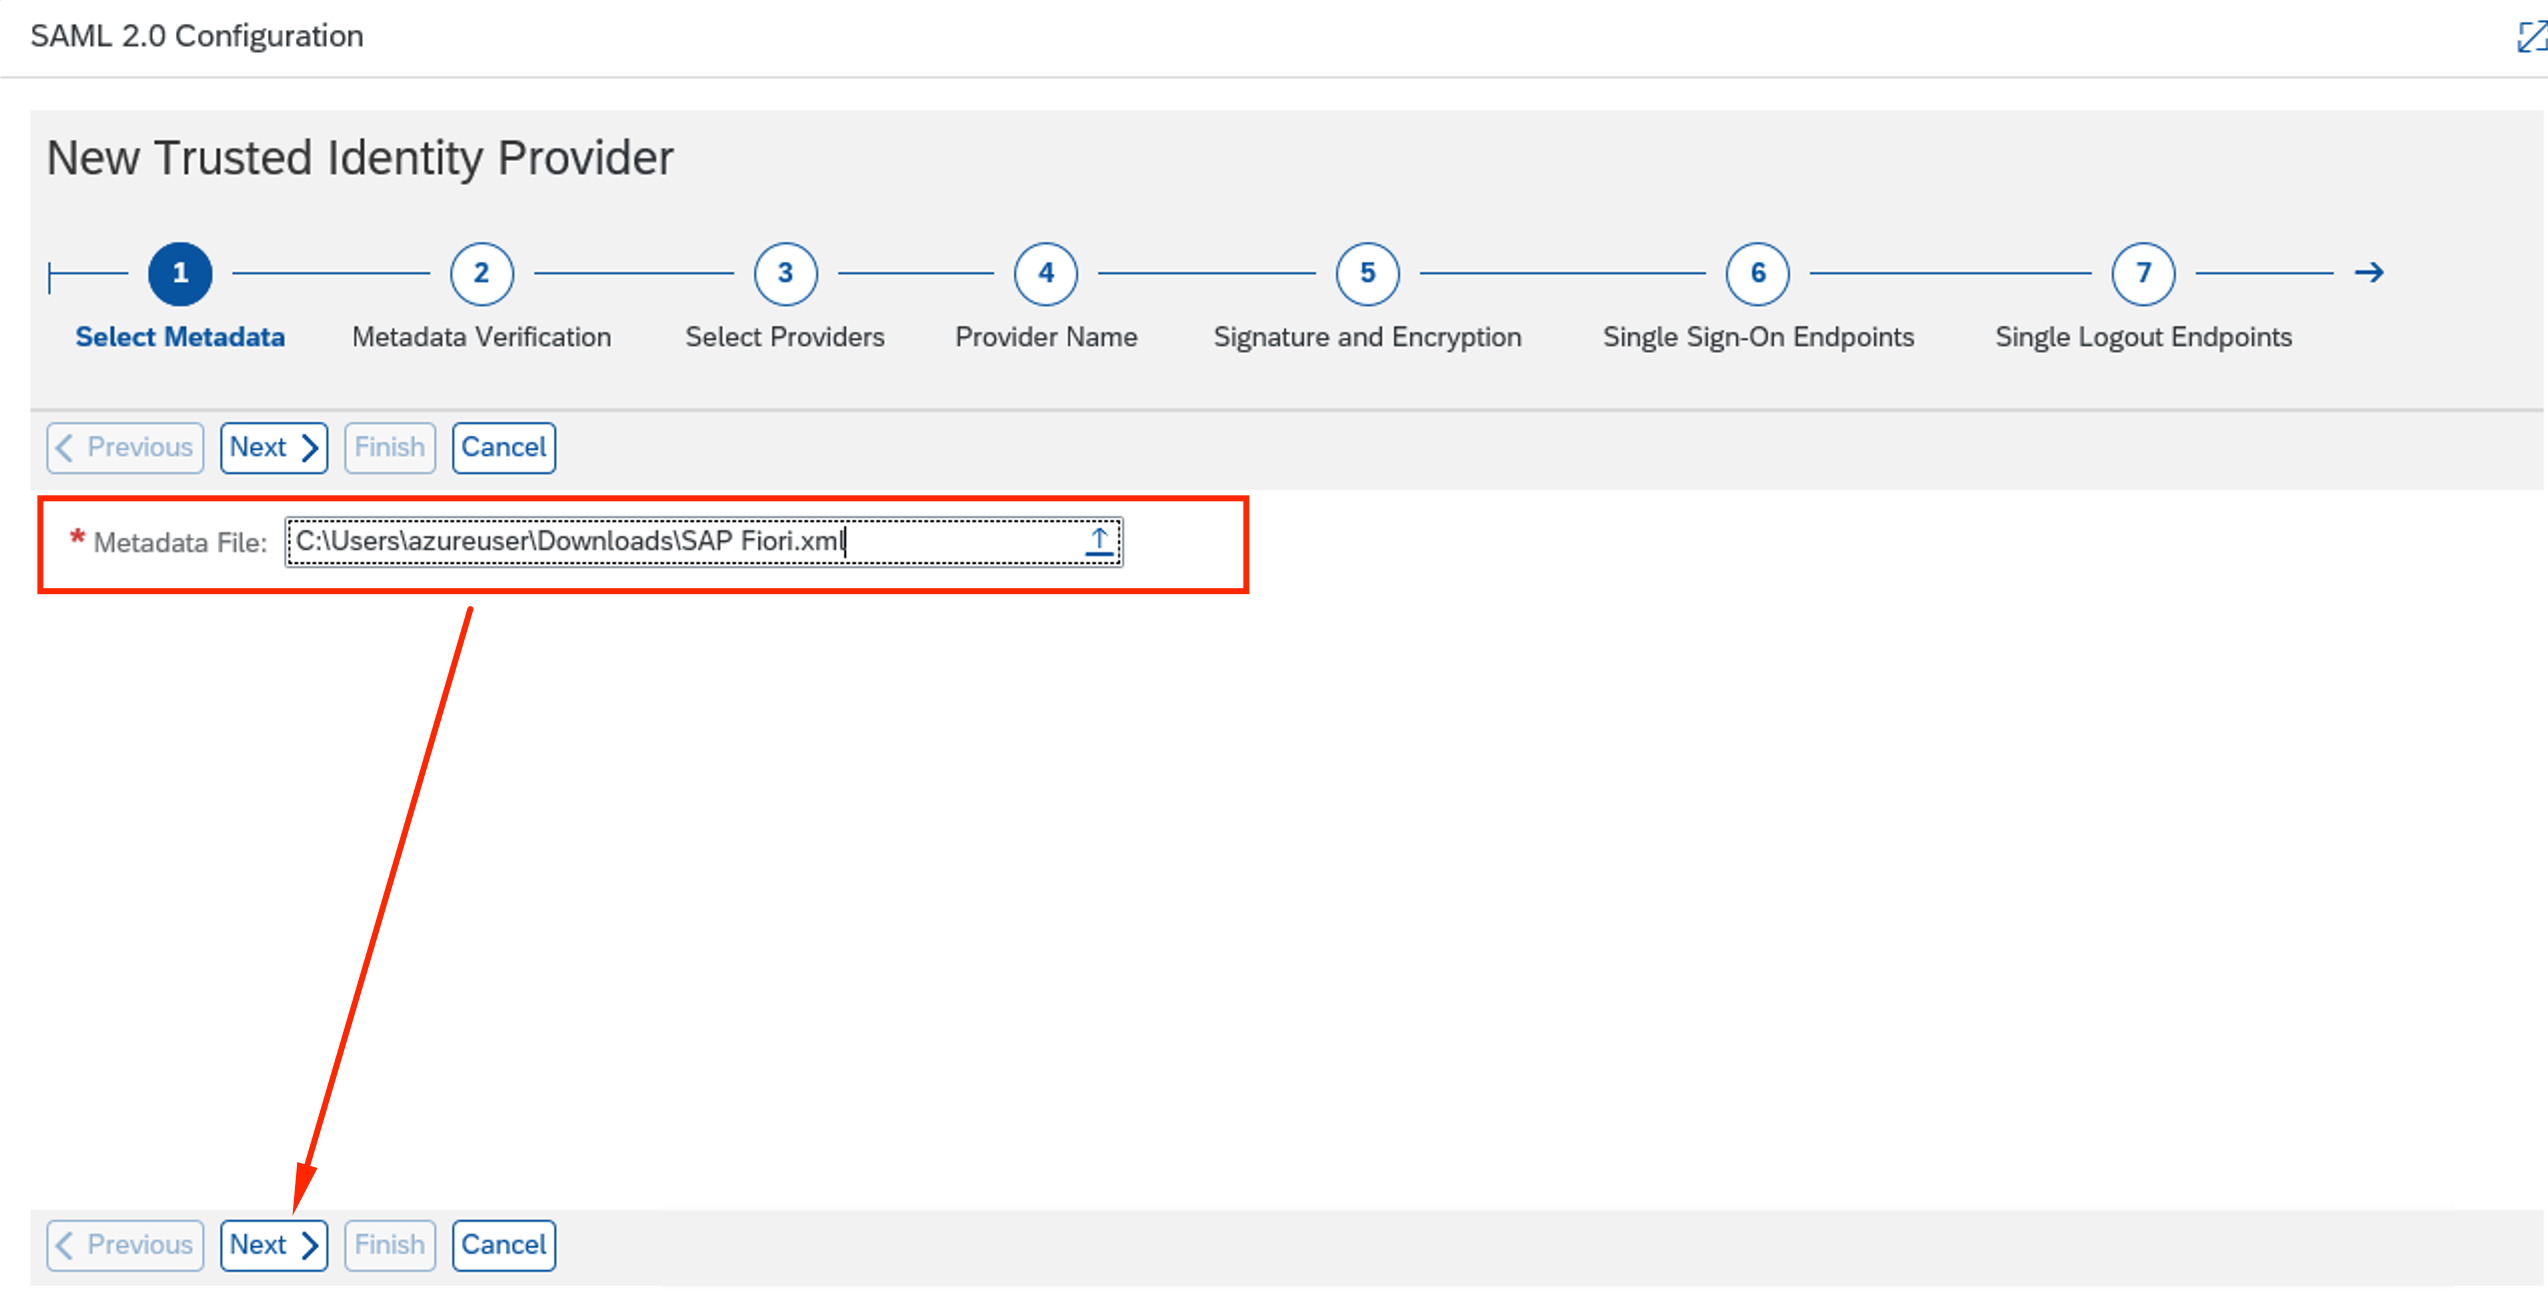 SAML 2.0 Configuration
New Trusted Identity Provider
1 2 3 4 5 6 7
Select Metadata Metadata Verification Select Providers Provider Name Signature and Encryption Single Sign-On Endpoints Single Logout Endpoints
Previous Next Finish Cancel
* Metadata File: C:\Users\azureuser\Downloads\SAP Fiori.xml
Previous Next Finish Cancel